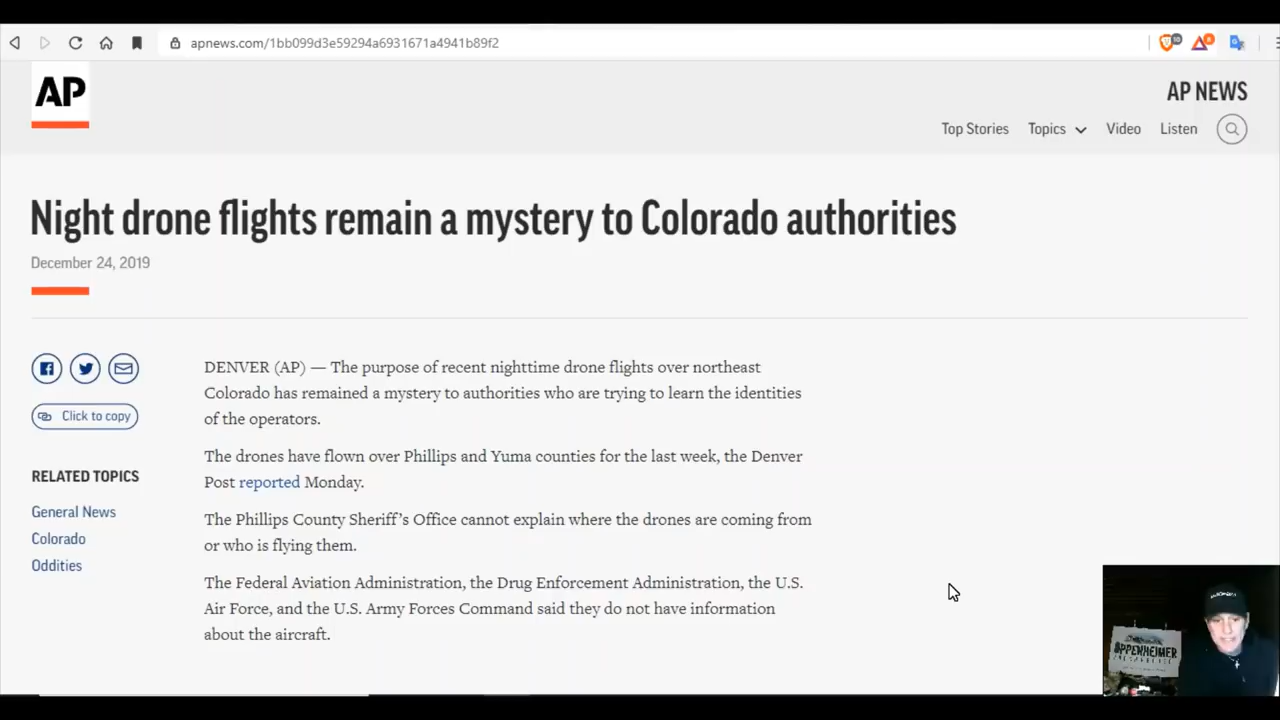 apnews.com/1bb099d3e59294a6931671a4941b89f2
AP
AP NEWS
Top Stories Topics Video Listen
Night drone flights remain a mystery to Colorado authorities
December 24, 2019
Click to copy
RELATED TOPICS
General News
Colorado
Oddities
DENVER (AP) — The purpose of recent nighttime drone flights over northeast
Colorado has remained a mystery to authorities who are trying to learn the identities
of the operators.
The drones have flown over Phillips and Yuma counties for the last week, the Denver
Post reported Monday.
The Phillips County Sheriff's Office cannot explain where the drones are coming from
or who is flying them.
The Federal Aviation Administration, the Drug Enforcement Administration, the U.S.
Air Force, and the U.S. Army Forces Command said they do not have information
about the aircraft.
OPPENHEIMER